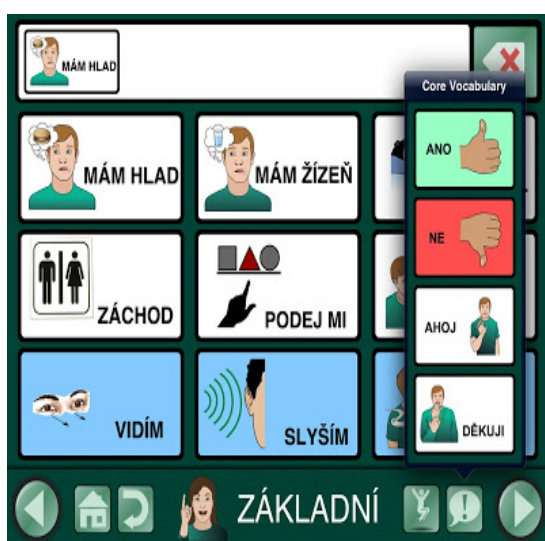 MÁM HLAD
Core Vocabulary
ANO
MÁM HLAD
MÁM ŽÍZEŇ
NE
ZÁCHOD
PODEJ MI
AHOJ
VIDÍM
SLYŠÍM
DĚKUJI
ZÁKLADNÍ